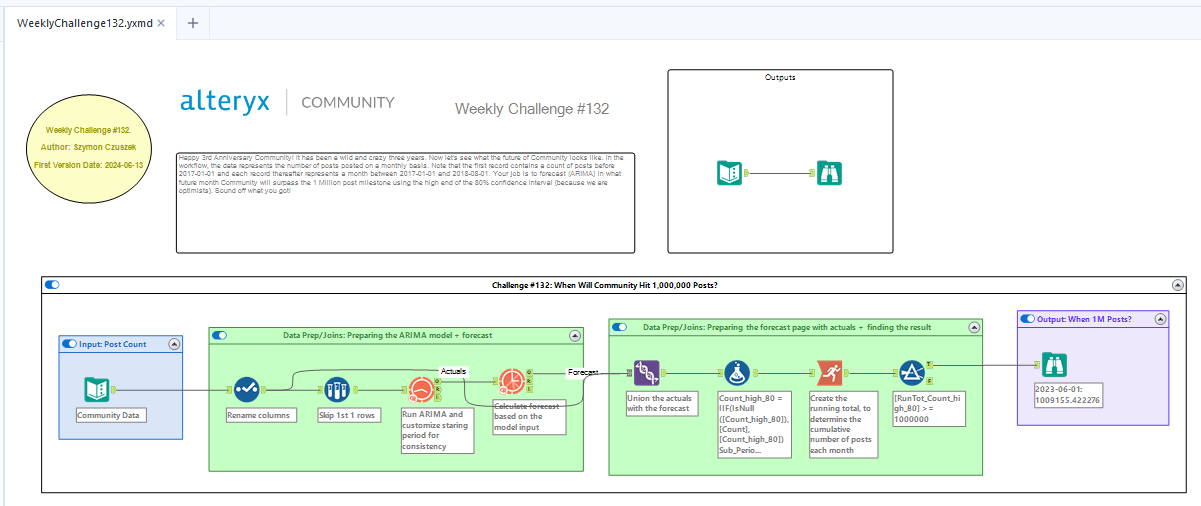 WeeklyChallenge132.yxmd
Weekly Challenge #132.
Author: Szymon Czuszek
First Version Date: 2024-06-13
alteryx COMMUNITY
Weekly Challenge #132
Happy 3rd Anniversary Community! It has been a wild and crazy three years. Now let's see what the future of Community looks like. In the
workflow, the data represents the number of posts posted on a monthly basis. Note that the first record contains a count of posts before
2017-01-01 and each record thereafter represents a month between 2017-01-01 and 2018-08-01. Your job is to forecast (ARIMA) in what
future month Community will surpass the 1 Million post milestone using the high end of the 80% confidence interval (because we are
optimists). Sound off what you got!
Outputs
Challenge #132: When Will Community Hit 1,000,000 Posts?
Input: Post Count
Community Data
Data Prep/Joins: Preparing the ARIMA model + forecast
Actuals
Forecast
Rename columns
Skip 1st 1 rows
Run ARIMA and
customize staring
period for
consistency
Calculate forecast
based on the
model input
Data Prep/Joins: Preparing the forecast page with actuals + finding the result
Union the actuals
with the forecast
Count_high_80 =
IIF(IsNull
([Count_high_80]),
[Count],
[Count_high_80])
Sub_Perio...
Create the
running total, to
determine the
cumulative
number of posts
each month
[RunTot_Count_hi
gh_80] >=
1000000
Output: When 1M Posts?
2023-06-01:
1009155.422276